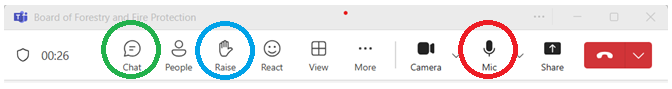 Board of Forestry and Fire Protection
00:26
Chat People Raise React View More Camera Mic Share